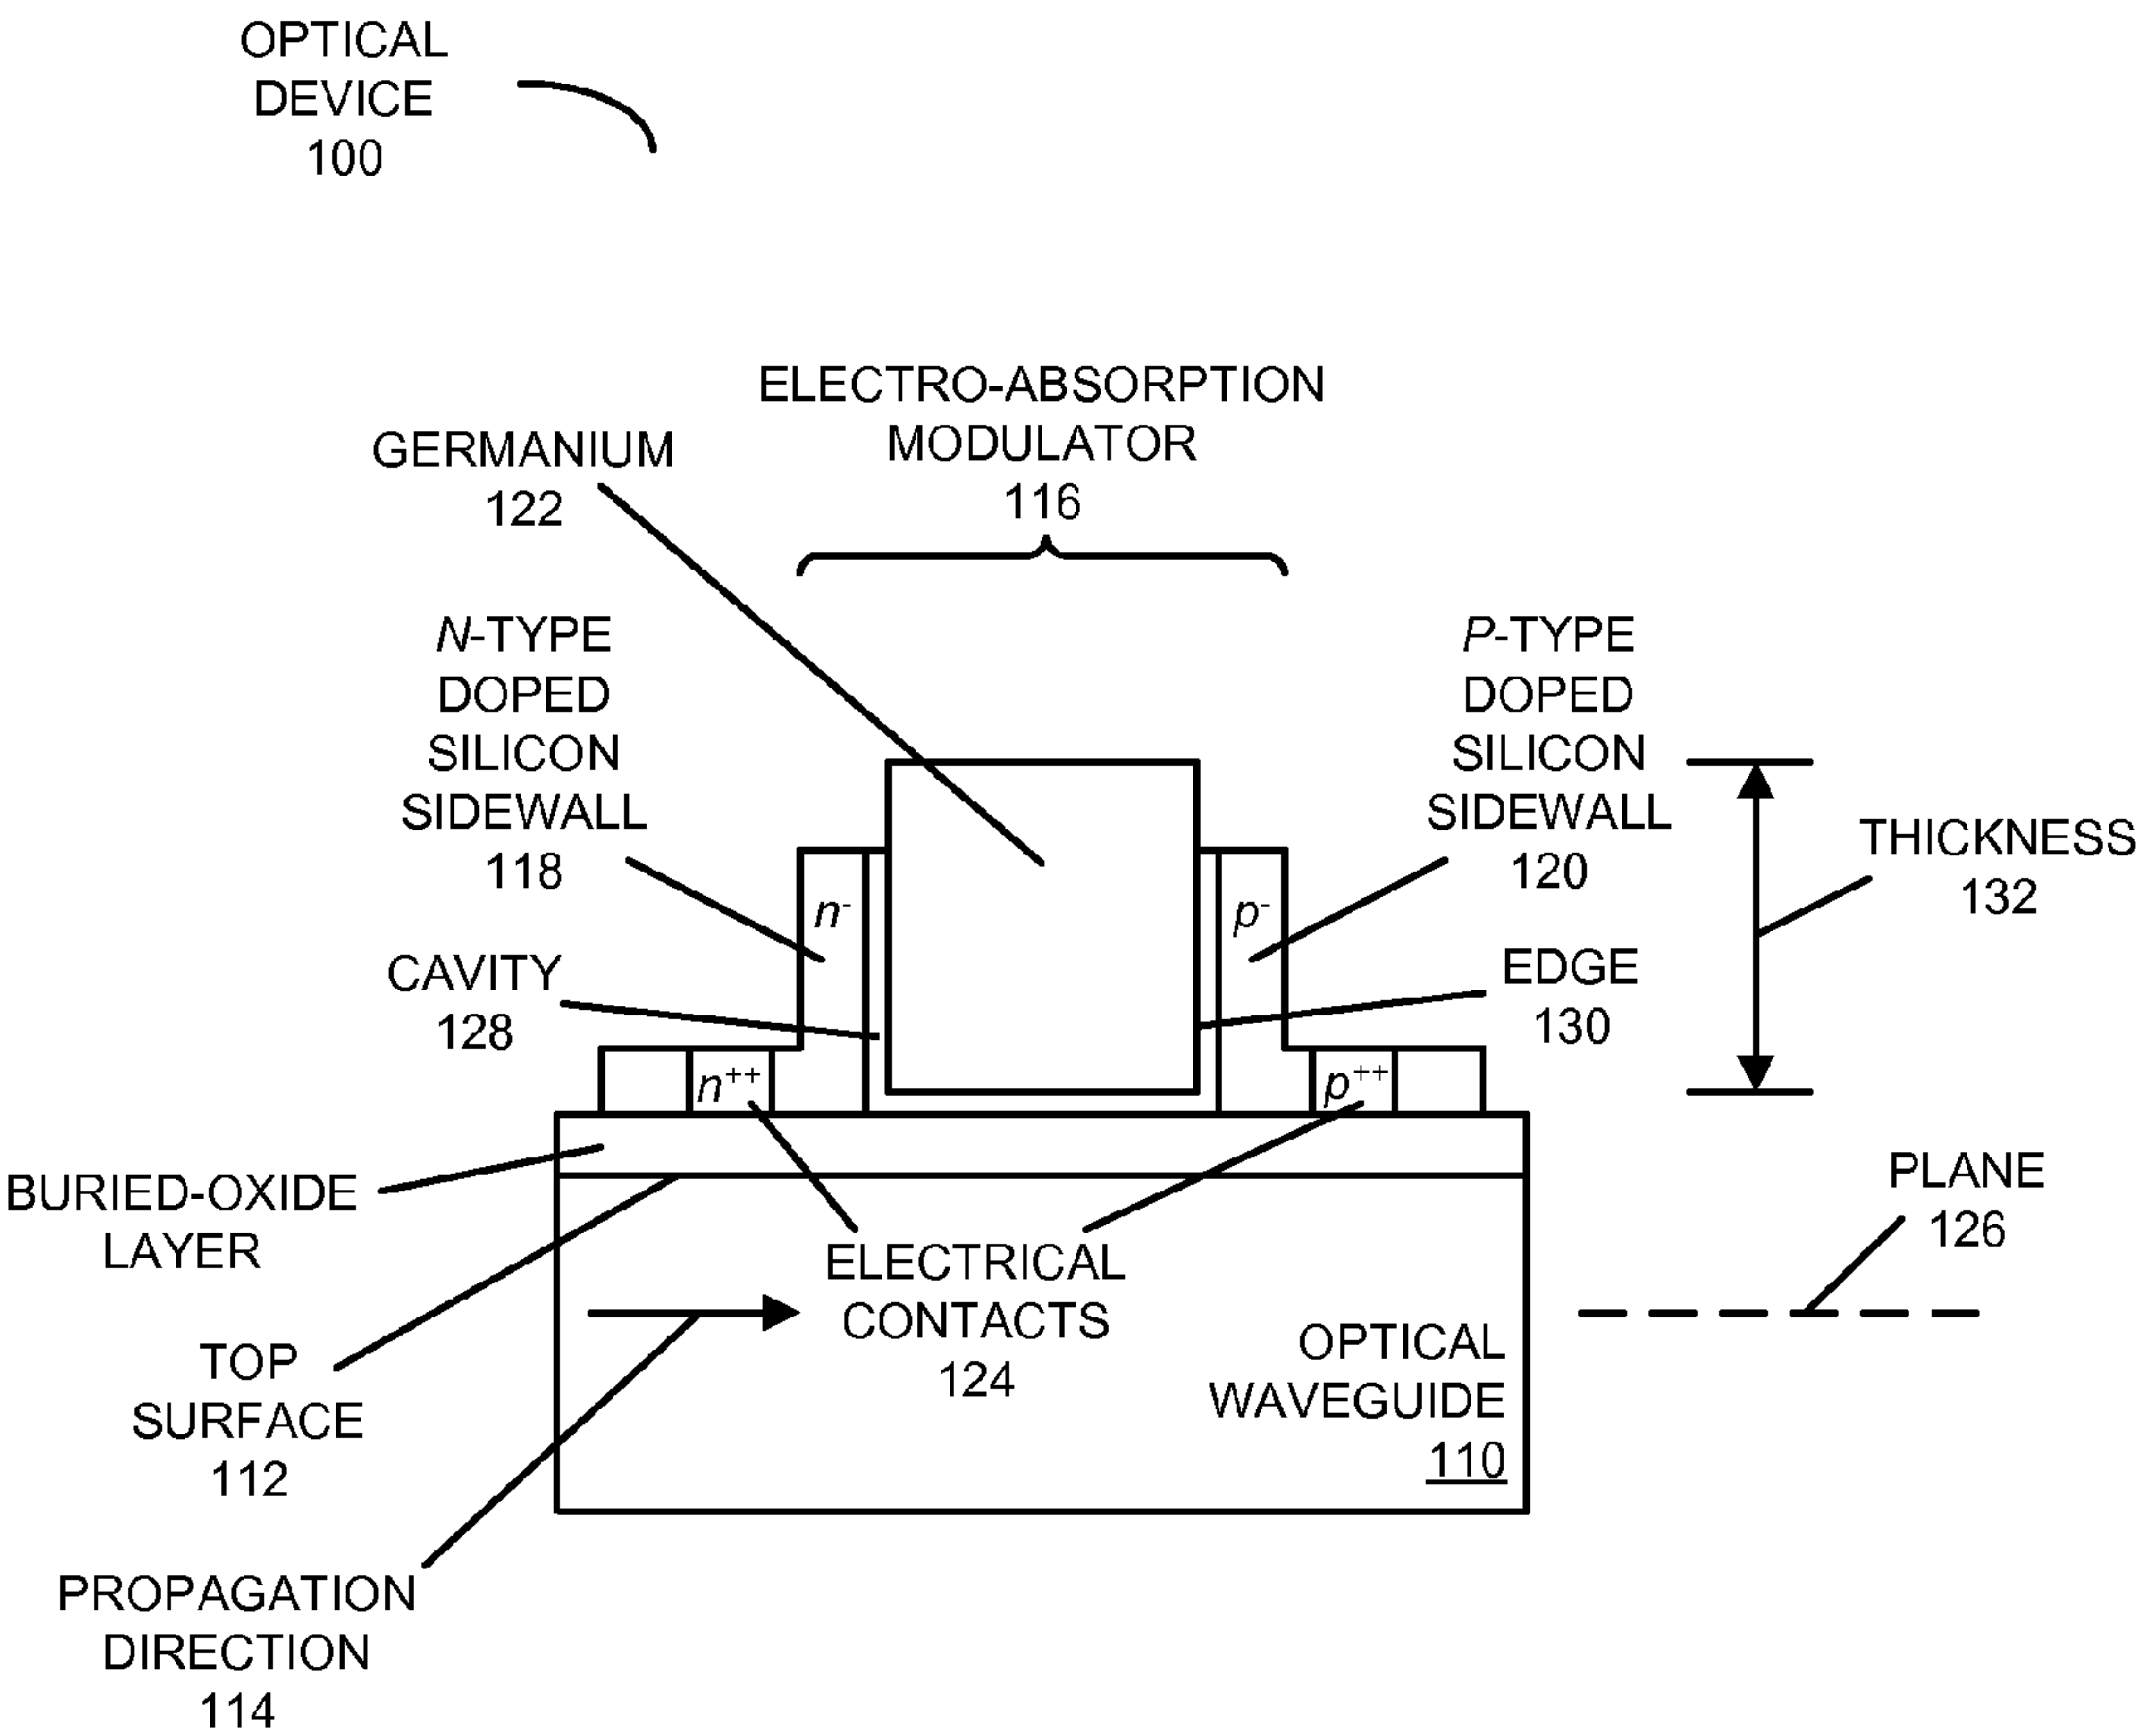 OPTICAL
DEVICE
100
ELECTRO-ABSORPTION
MODULATOR
116
GERMANIUM
122
N-TYPE
DOPED
SILICON
SIDEWALL
118
P-TYPE
DOPED
SILICON
SIDEWALL
120
THICKNESS
132
n-
p-
CAVITY
128
EDGE
130
n++
p++
BURIED-OXIDE
LAYER
PLANE
126
ELECTRICAL
CONTACTS
124
TOP
SURFACE
112
OPTICAL
WAVEGUIDE
110
PROPAGATION
DIRECTION
114